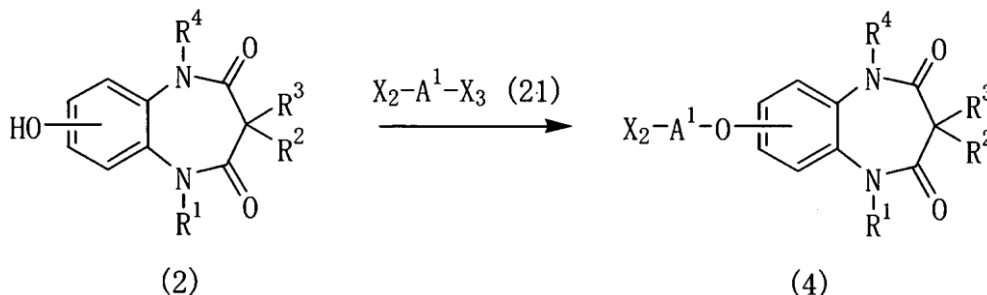 R⁴ R⁴
N O N O
HO R³ X₂-A¹-X₃ (21) X₂-A¹-O R³
R² R²
N O N O
R¹ R¹
(2) (4)